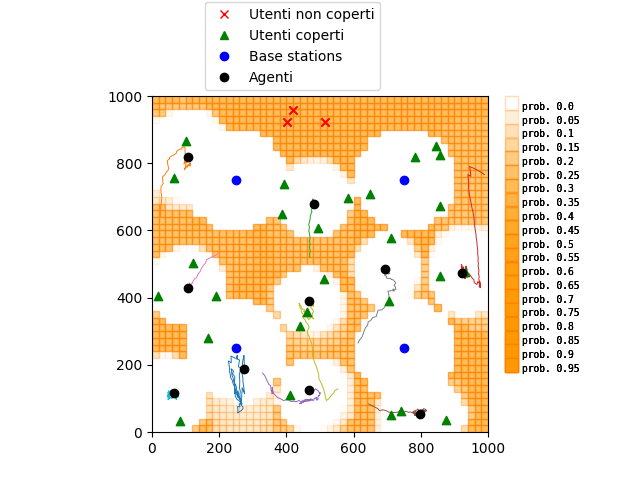 Utenti non coperti
Utenti coperti
Base stations
Agenti
1000
800
600
400
200
0
0
200
400
600
800
1000
prob. 0.0
prob. 0.05
prob. 0.1
prob. 0.15
prob. 0.2
prob. 0.25
prob. 0.3
prob. 0.35
prob. 0.4
prob. 0.45
prob. 0.5
prob. 0.55
prob. 0.6
prob. 0.65
prob. 0.7
prob. 0.75
prob. 0.8
prob. 0.85
prob. 0.9
prob. 0.95